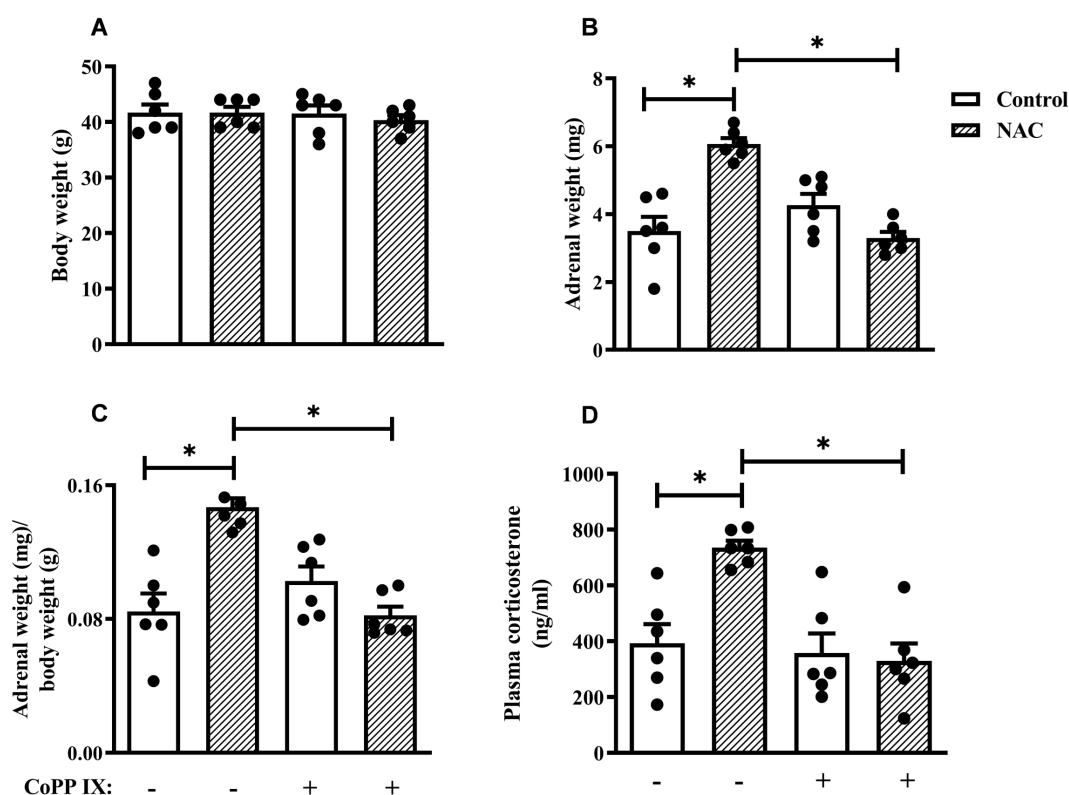 A
Body weight (g)
50
40
30
20
10
0
B
*
*
Adrenal weight (mg)
8
6
4
2
0
Control
NAC
C
*
*
Adrenal weight (mg)/
body weight (g)
0.16
0.08
0.00
CoPP IX: - - + +
D
*
*
Plasma corticosterone
(ng/ml)
1000
800
600
400
200
0
- - + +